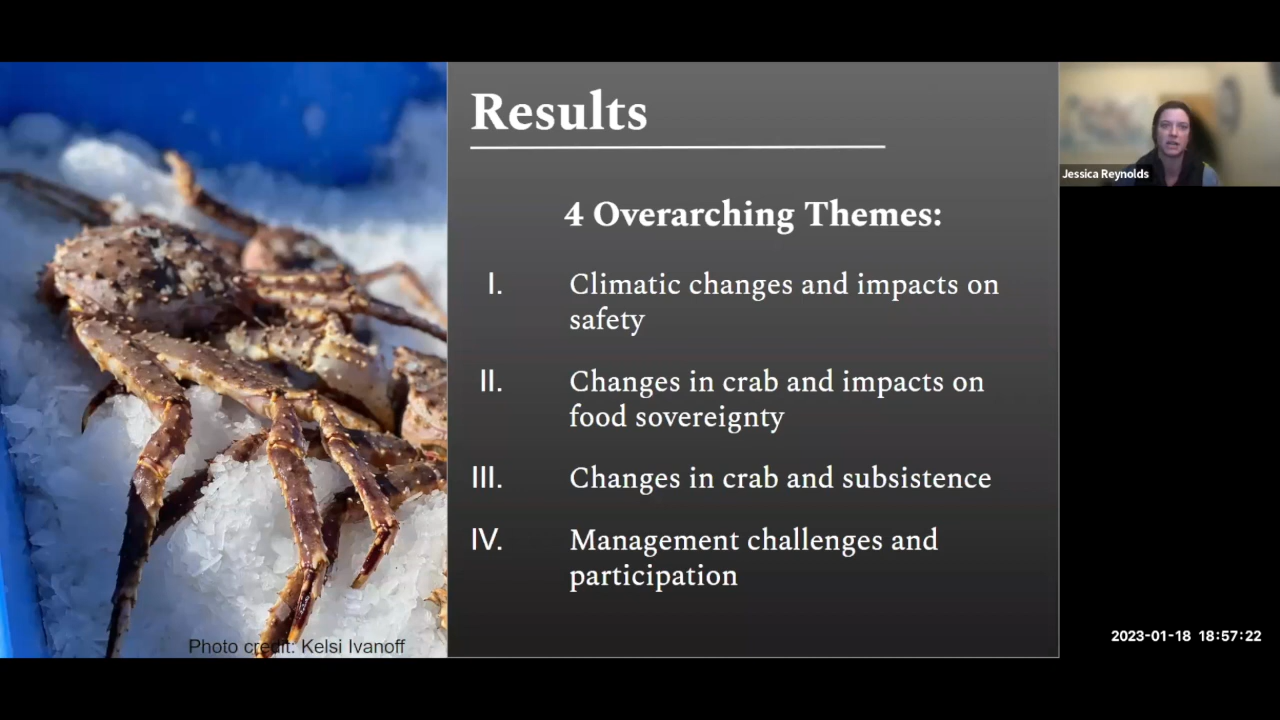 Results
4 Overarching Themes:
I. Climatic changes and impacts on
safety
II. Changes in crab and impacts on
food sovereignty
III. Changes in crab and subsistence
IV. Management challenges and
participation
Photo credit: Kelsi Ivanoff
Jessica Reynolds
2023-01-18 18:57:22